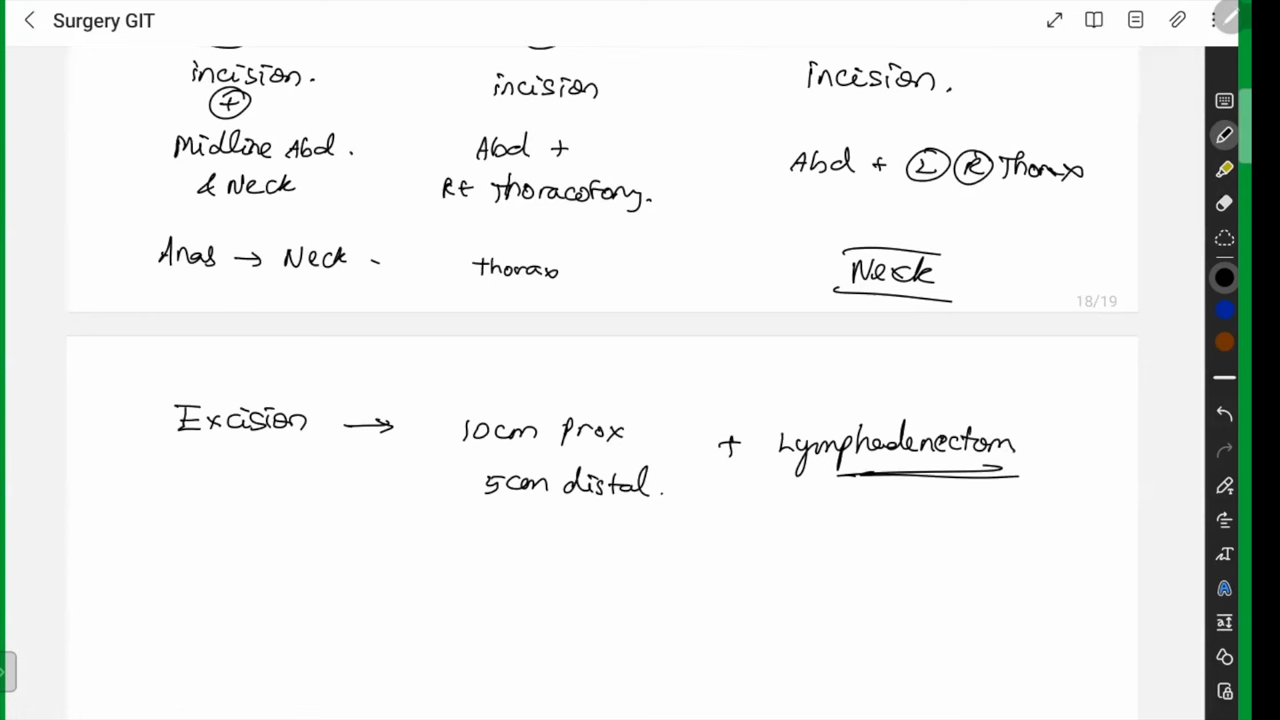 Surgery GIT
incision.
+
Midline Abd.
& Neck
Anas → Neck -
incision
Abd +
Rt Thoracotomy.
thorax
incision.
Abd + L R Thorax
Neck
18/19
Excision → 10cm prox
5cm distal.
+ Lymphadenectom